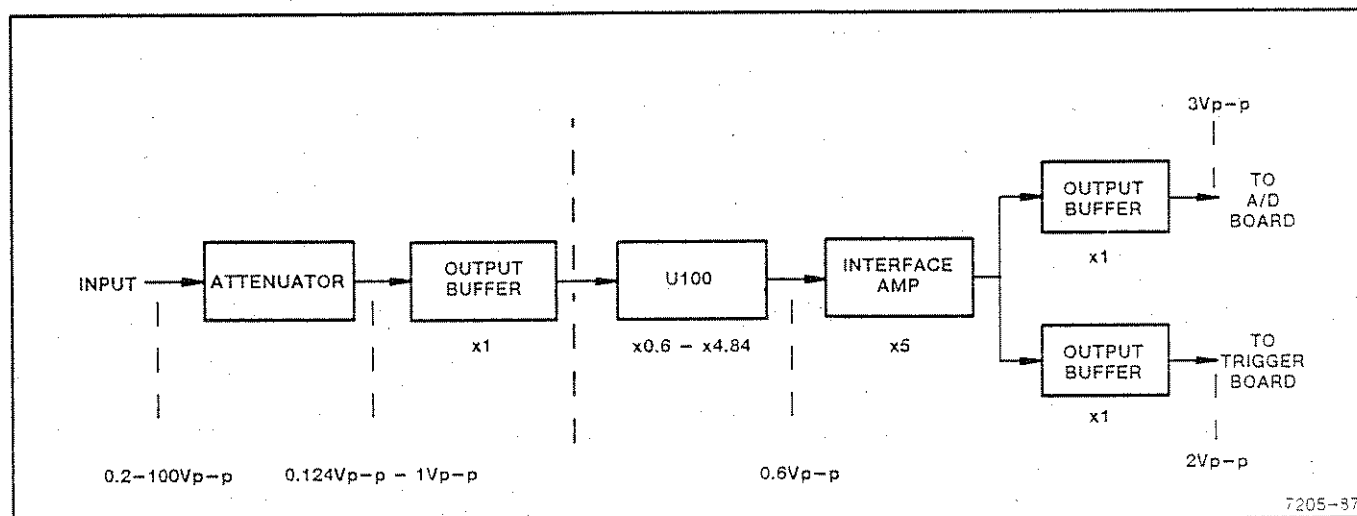 3Vp-p
OUTPUT
BUFFER
x1
TO
A/D
BOARD
INPUT
ATTENUATOR
OUTPUT
BUFFER
x1
U100
x0.6 - x4.84
INTERFACE
AMP
x5
OUTPUT
BUFFER
x1
TO
TRIGGER
BOARD
0.2-100Vp-p
0.124Vp-p - 1Vp-p
0.6Vp-p
2Vp-p
7205-87